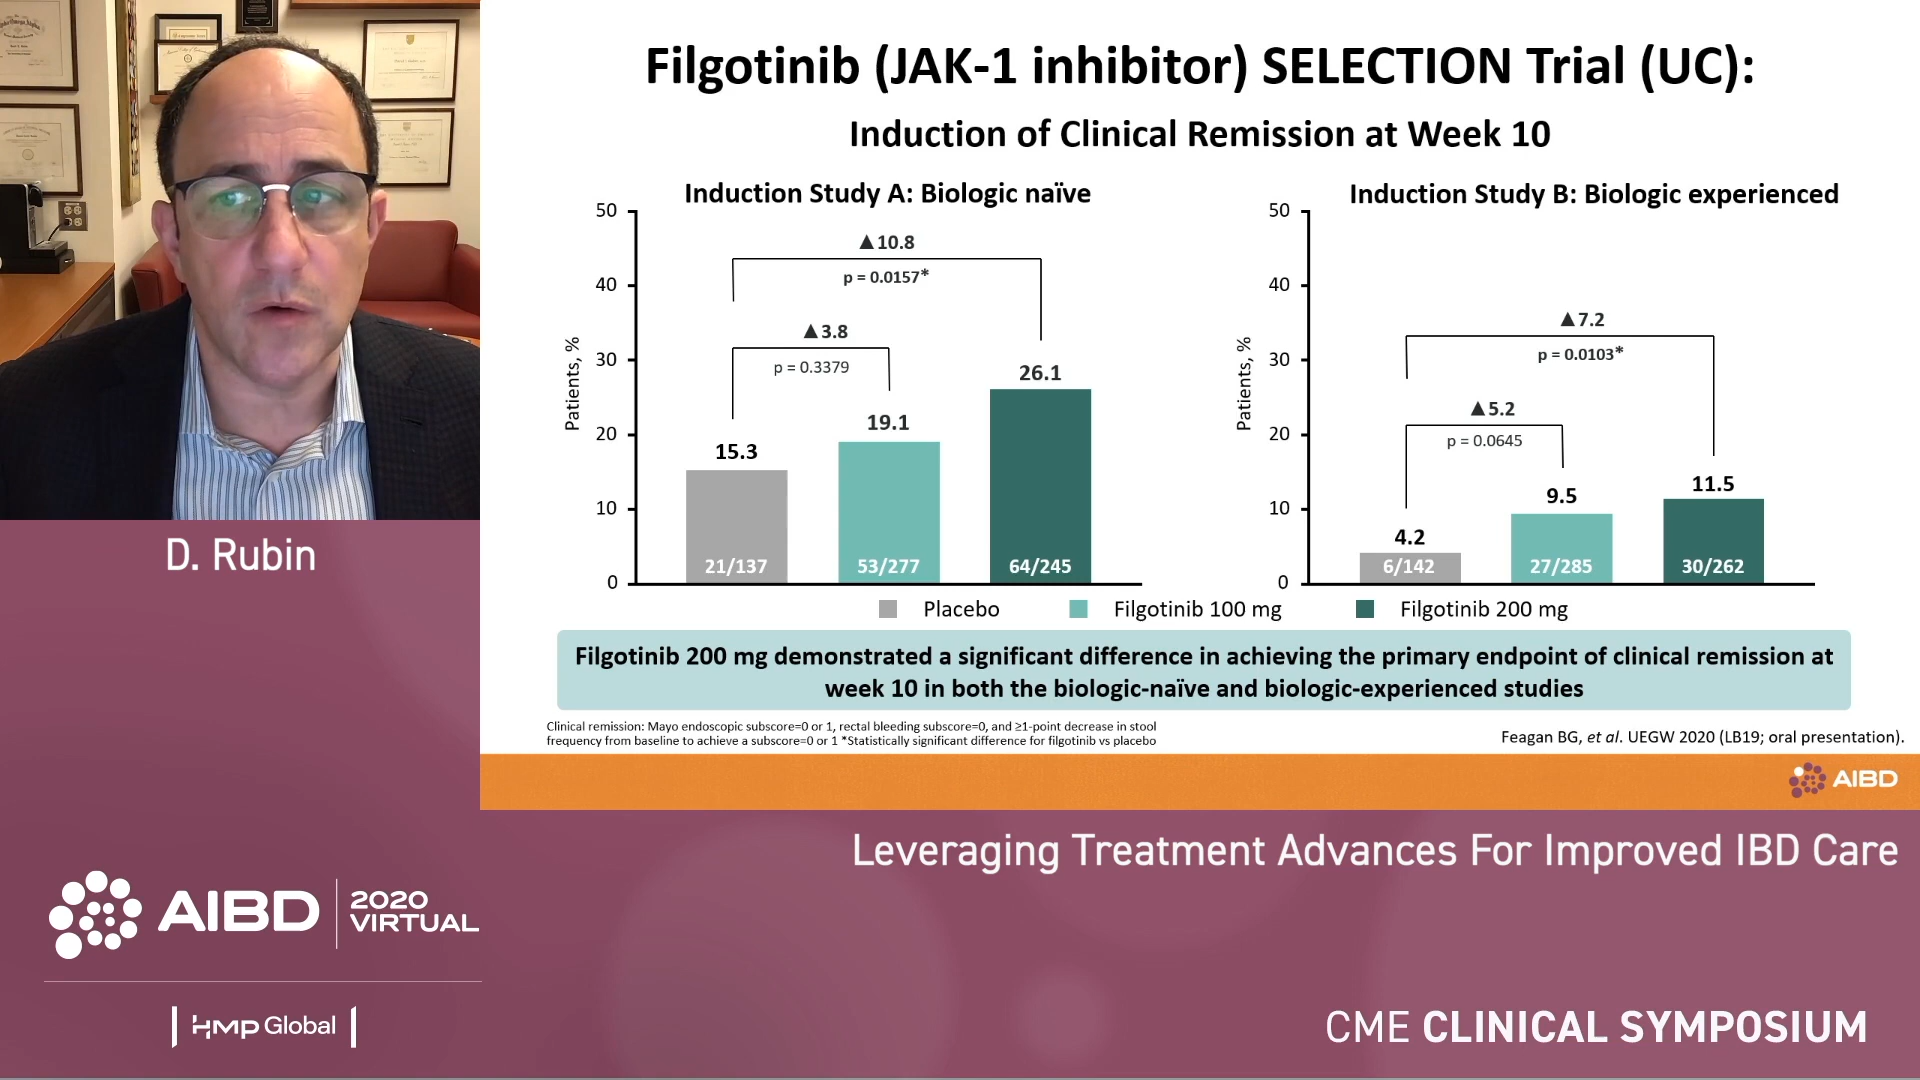 Filgotinib (JAK-1 inhibitor) SELECTION Trial (UC):
Induction of Clinical Remission at Week 10
Induction Study A: Biologic naïve
50
40
30
20
10
0
Patients, %
▲10.8
p = 0.0157*
▲3.8
p = 0.3379
15.3
19.1
26.1
21/137
53/277
64/245
Induction Study B: Biologic experienced
50
40
30
20
10
0
Patients, %
▲7.2
p = 0.0103*
▲5.2
p = 0.0645
4.2
9.5
11.5
6/142
27/285
30/262
Placebo
Filgotinib 100 mg
Filgotinib 200 mg
Filgotinib 200 mg demonstrated a significant difference in achieving the primary endpoint of clinical remission at
week 10 in both the biologic-naïve and biologic-experienced studies
Clinical remission: Mayo endoscopic subscore=0 or 1, rectal bleeding subscore=0, and ≥1-point decrease in stool
frequency from baseline to achieve a subscore=0 or 1 *Statistically significant difference for filgotinib vs placebo
Feagan BG, et al. UEGW 2020 (LB19; oral presentation).
AIBD
D. Rubin
Leveraging Treatment Advances For Improved IBD Care
AIBD
2020
VIRTUAL
HMP Global
CME CLINICAL SYMPOSIUM